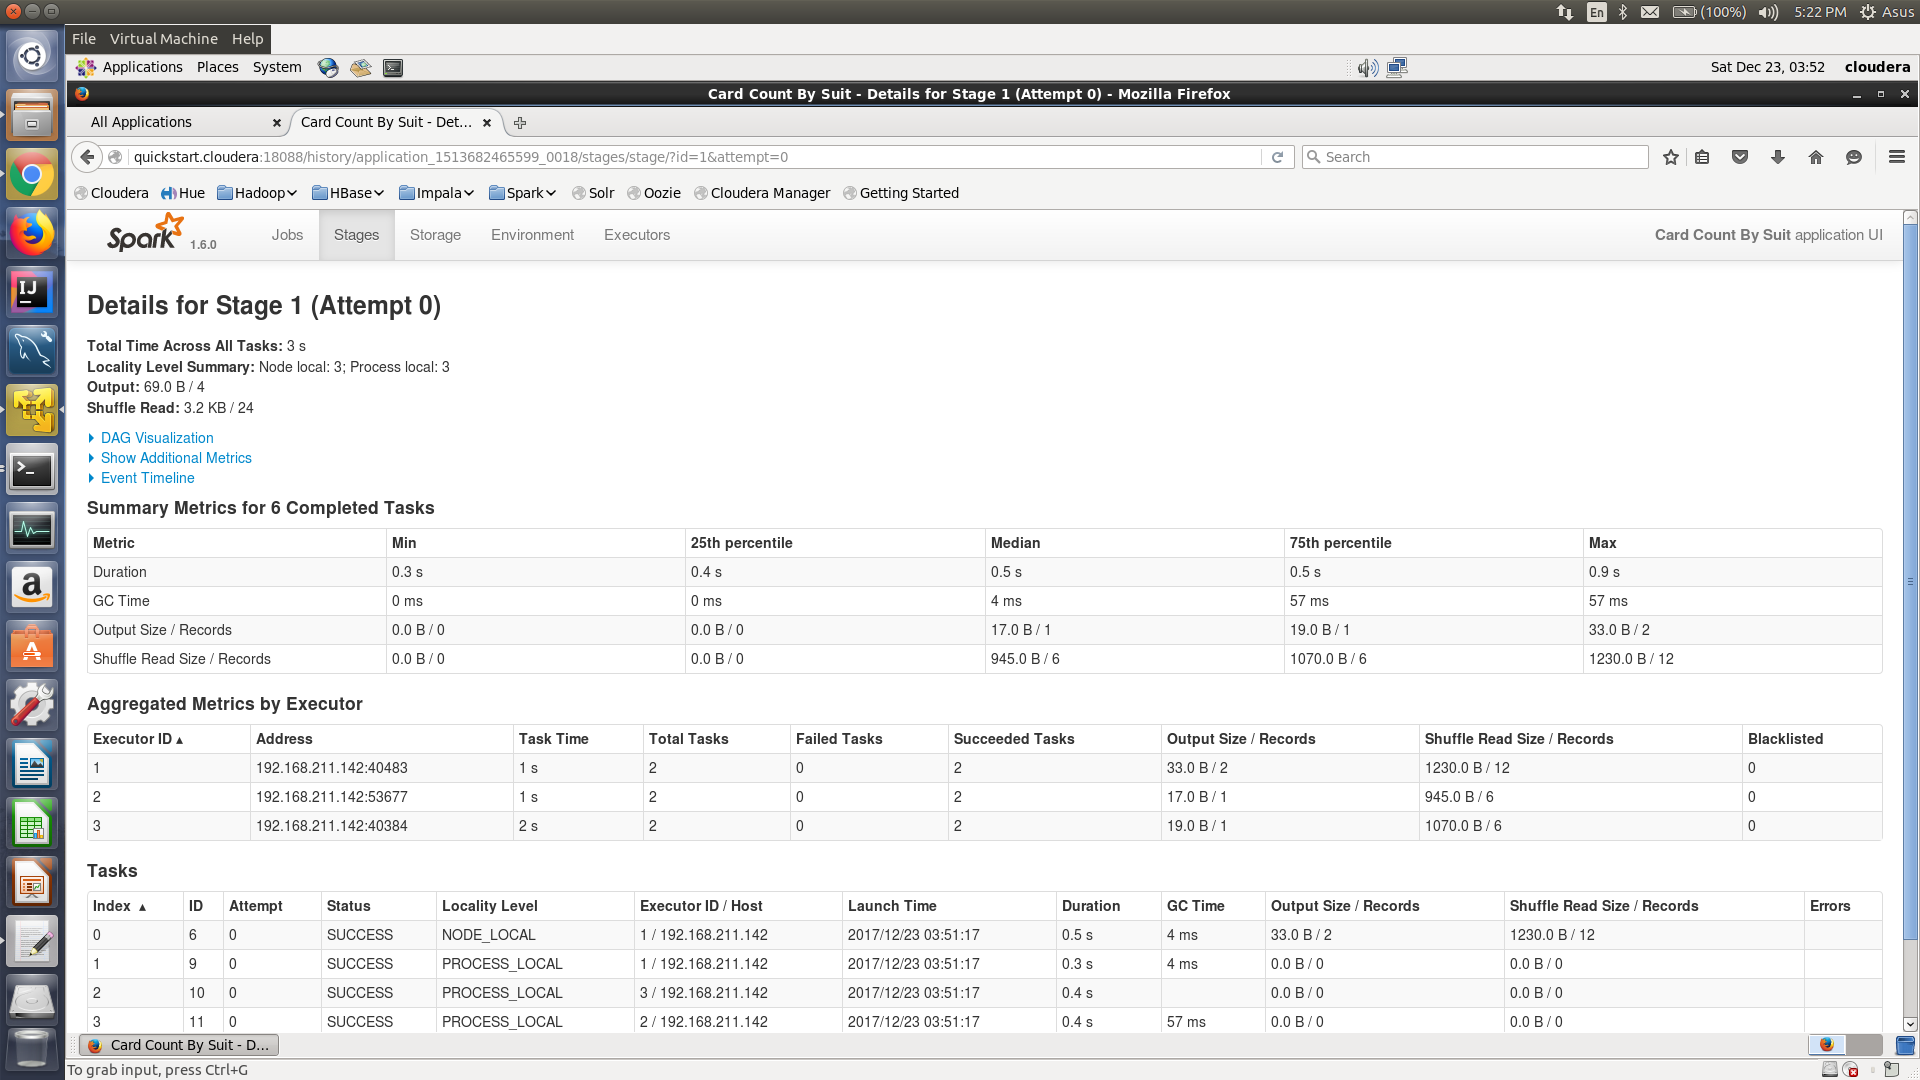 En (100%) 5:22 PM Asus
File Virtual Machine Help
Applications Places System Sat Dec 23, 03:52 cloudera
Card Count By Suit - Details for Stage 1 (Attempt 0) - Mozilla Firefox
All Applications Card Count By Suit - Det...
quickstart.cloudera:18088/history/application_1513682465599_0018/stages/stage/?id=1&attempt=0 Search
Cloudera Hue Hadoop HBase Impala Spark Solr Oozie Cloudera Manager Getting Started
Spark 1.6.0 Jobs Stages Storage Environment Executors Card Count By Suit application UI
Details for Stage 1 (Attempt 0)
Total Time Across All Tasks: 3 s
Locality Level Summary: Node local: 3; Process local: 3
Output: 69.0 B / 4
Shuffle Read: 3.2 KB / 24
DAG Visualization
Show Additional Metrics
Event Timeline
Summary Metrics for 6 Completed Tasks
Metric Min 25th percentile Median 75th percentile Max
Duration 0.3 s 0.4 s 0.5 s 0.5 s 0.9 s
GC Time 0 ms 0 ms 4 ms 57 ms 57 ms
Output Size / Records 0.0 B / 0 0.0 B / 0 17.0 B / 1 19.0 B / 1 33.0 B / 2
Shuffle Read Size / Records 0.0 B / 0 0.0 B / 0 945.0 B / 6 1070.0 B / 6 1230.0 B / 12
Aggregated Metrics by Executor
Executor ID ▴ Address Task Time Total Tasks Failed Tasks Succeeded Tasks Output Size / Records Shuffle Read Size / Records Blacklisted
1 192.168.211.142:40483 1 s 2 0 2 33.0 B / 2 1230.0 B / 12 0
2 192.168.211.142:53677 1 s 2 0 2 17.0 B / 1 945.0 B / 6 0
3 192.168.211.142:40384 2 s 2 0 2 19.0 B / 1 1070.0 B / 6 0
Tasks
Index ▴ ID Attempt Status Locality Level Executor ID / Host Launch Time Duration GC Time Output Size / Records Shuffle Read Size / Records Errors
0 6 0 SUCCESS NODE_LOCAL 1 / 192.168.211.142 2017/12/23 03:51:17 0.5 s 4 ms 33.0 B / 2 1230.0 B / 12
1 9 0 SUCCESS PROCESS_LOCAL 1 / 192.168.211.142 2017/12/23 03:51:17 0.3 s 4 ms 0.0 B / 0 0.0 B / 0
2 10 0 SUCCESS PROCESS_LOCAL 3 / 192.168.211.142 2017/12/23 03:51:17 0.4 s 0.0 B / 0 0.0 B / 0
3 11 0 SUCCESS PROCESS_LOCAL 2 / 192.168.211.142 2017/12/23 03:51:17 0.4 s 57 ms 0.0 B / 0 0.0 B / 0
Card Count By Suit - D...
To grab input, press Ctrl+G